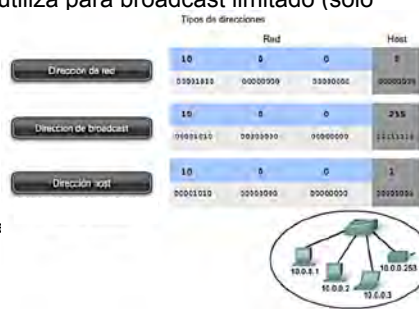 utiliza para broadcast limitado (solo
Tipos de direcciones
Red Host
10 0 0 0
Dirección de red
00001010 00000000 00000000 00000000
10 0 0 255
Dirección de broadcast
00001010 00000000 00000000 11111111
10 0 0 1
Dirección host
00001010 00000000 00000000 00000001
10.0.0.1
10.0.0.2
10.0.0.3
10.0.0.253